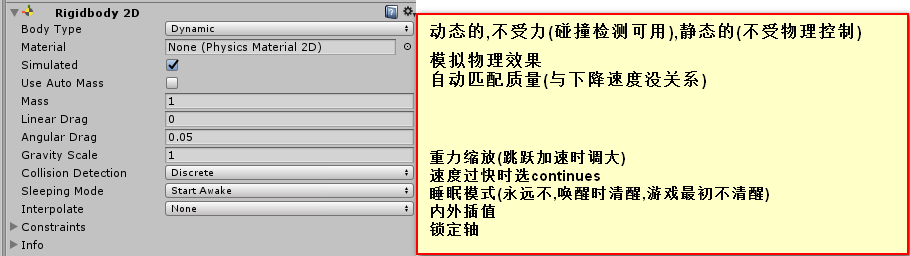 Rigidbody 2D
Body Type Dynamic
Material None (Physics Material 2D)
Simulated
Use Auto Mass
Mass 1
Linear Drag 0
Angular Drag 0.05
Gravity Scale 1
Collision Detection Discrete
Sleeping Mode Start Awake
Interpolate None
Constraints
Info
动态的,不受力(碰撞检测可用),静态的(不受物理控制)
模拟物理效果
自动匹配质量(与下降速度没关系)
重力缩放(跳跃加速时调大)
速度过快时选continues
睡眠模式(永远不,唤醒时清醒,游戏最初不清醒)
内外插值
锁定轴